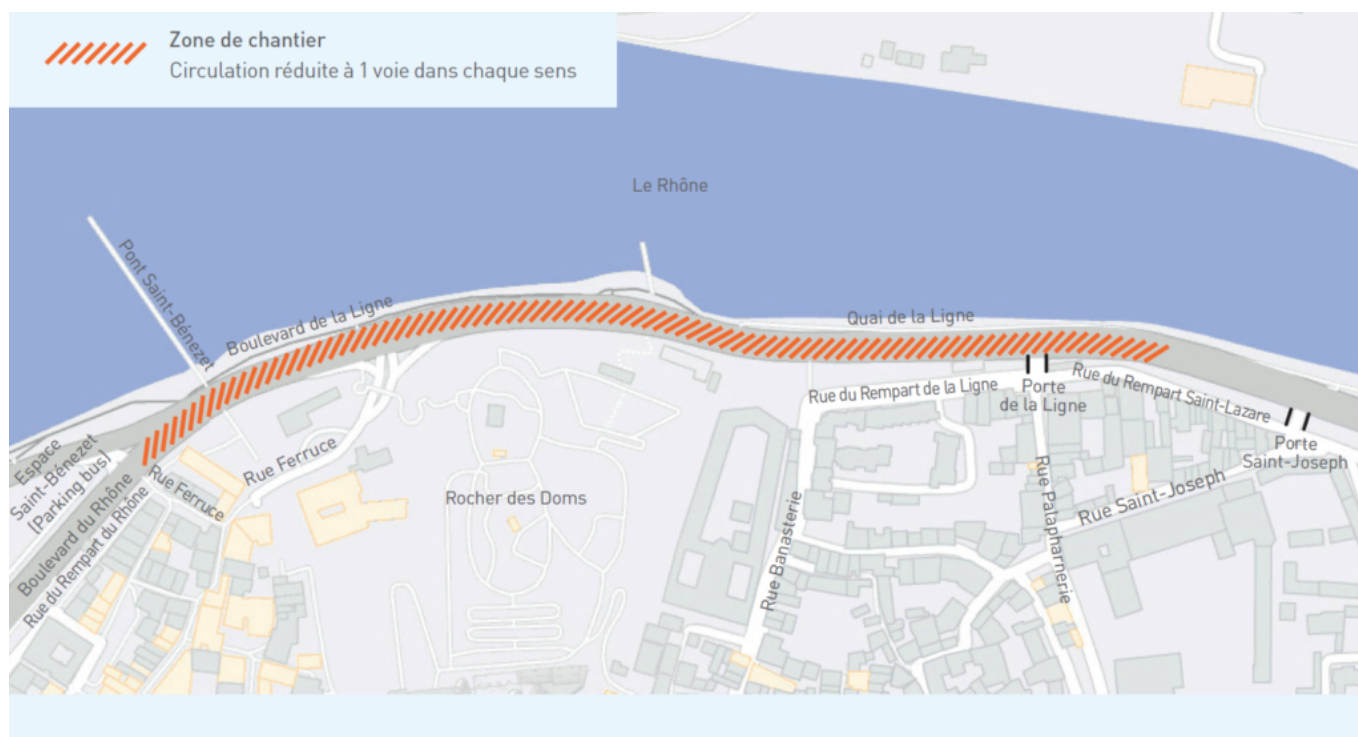 Zone de chantier
Circulation réduite à 1 voie dans chaque sens
Le Rhône
Pont Saint-Bénezet
Boulevard de la Ligne
Quai de la Ligne
Rue du Rempart de la Ligne
Porte
de la Ligne
Rue du Rempart Saint-Lazare
Porte
Saint-Joseph
Espace
Saint-Bénezet
(Parking bus)
Boulevard du Rhône
Rue du Rempart du Rhône
Rue Ferruce
Rue Ferruce
Rocher des Doms
Rue Banasterie
Rue Palapharnerie
Rue Saint-Joseph